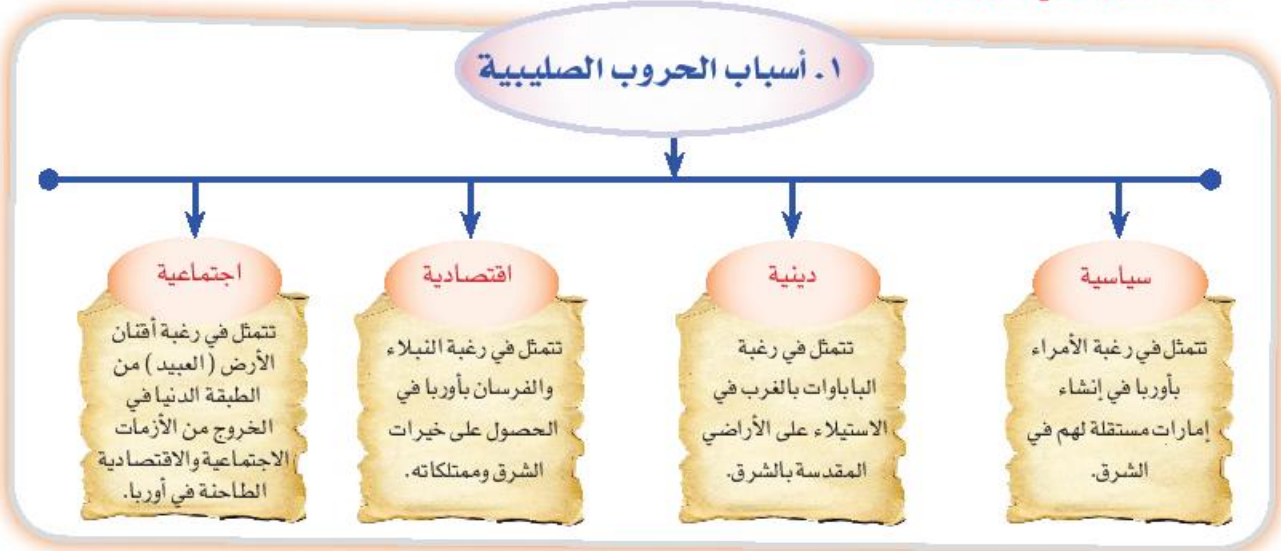 ١. أسباب الحروب الصليبية
سياسية
تتمثل في رغبة الأمراء
بأوربا في إنشاء
إمارات مستقلة لهم في
الشرق.
دينية
تتمثل في رغبة
الباباوات بالغرب في
الاستيلاء على الأراضي
المقدسة بالشرق.
اقتصادية
تتمثل في رغبة النبلاء
والفرسان بأوربا في
الحصول على خيرات
الشرق وممتلكاته.
اجتماعية
تتمثل في رغبة أقنان
الأرض (العبيد) من
الطبقة الدنيا في
الخروج من الأزمات
الاجتماعية والاقتصادية
الطاحنة في أوربا.